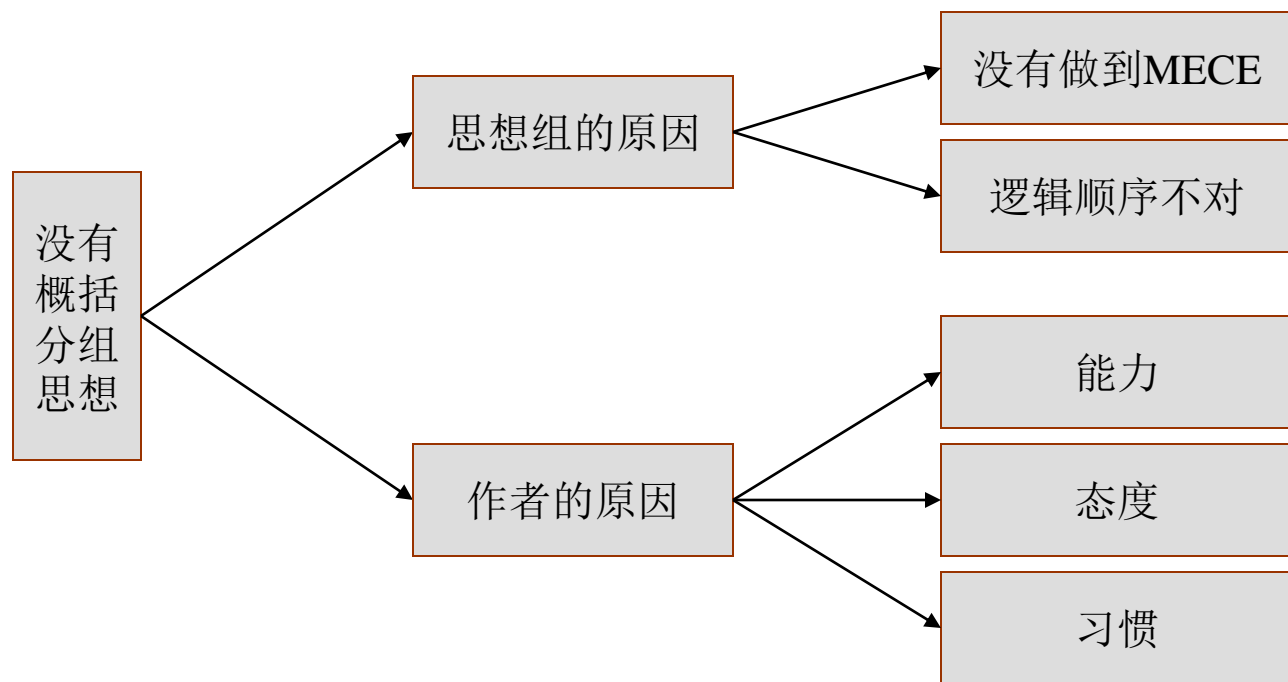 没有做到MECE
思想组的原因
逻辑顺序不对
没有
概括
分组
思想
能力
作者的原因
态度
习惯